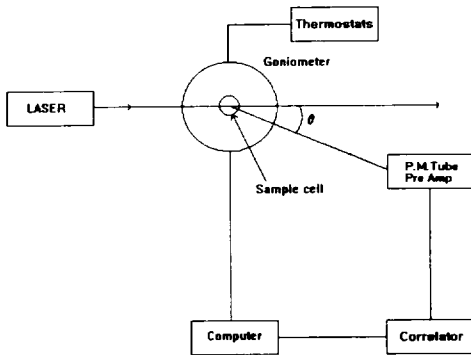 Thermostats
Goniometer
LASER
θ
Sample cell
P.M.Tube
Pre Amp
Computer
Correlator